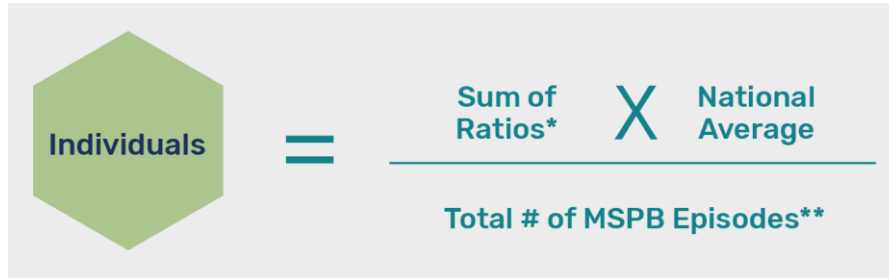 Individuals
=
Sum of
Ratios*
X
National
Average
Total # of MSPB Episodes**